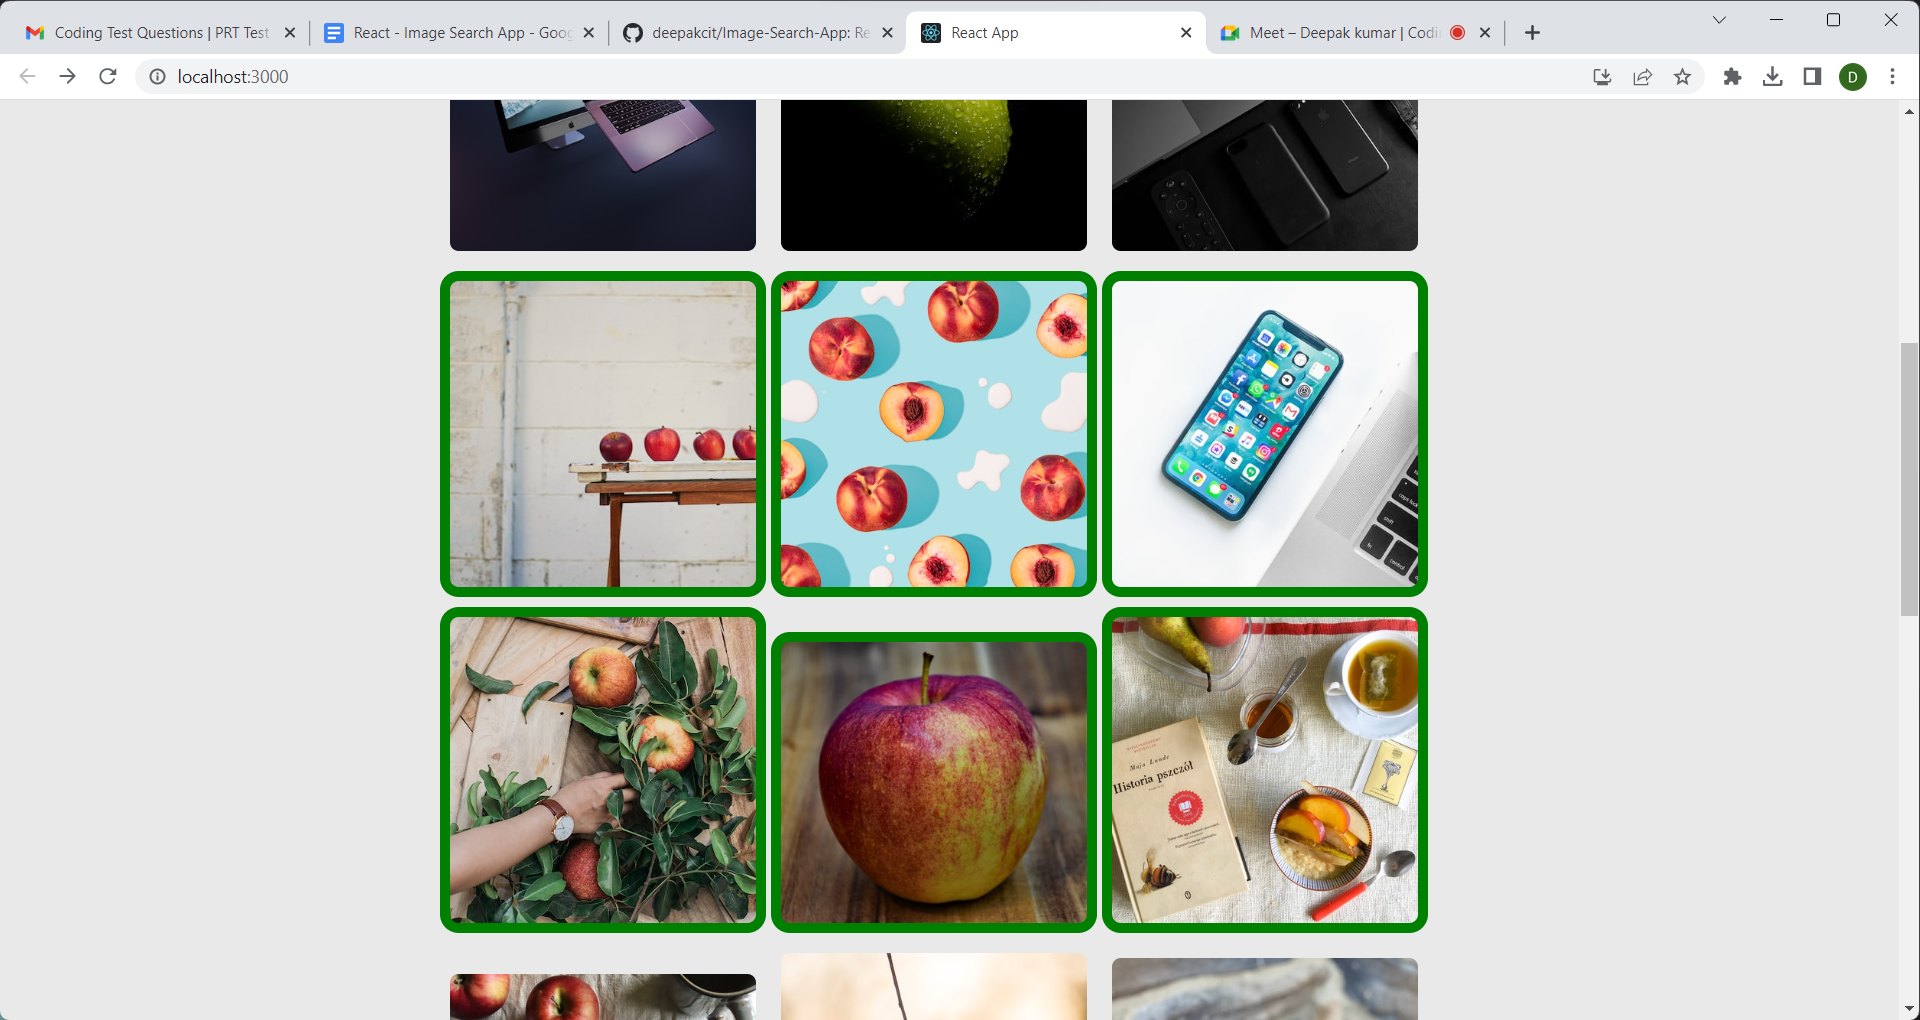 Coding Test Questions | PRT Test
React - Image Search App - Goog
deepakcit/Image-Search-App: Re
React App
Meet – Deepak kumar | Codi
localhost:3000
D
Maja Lunde
Historia pszczół